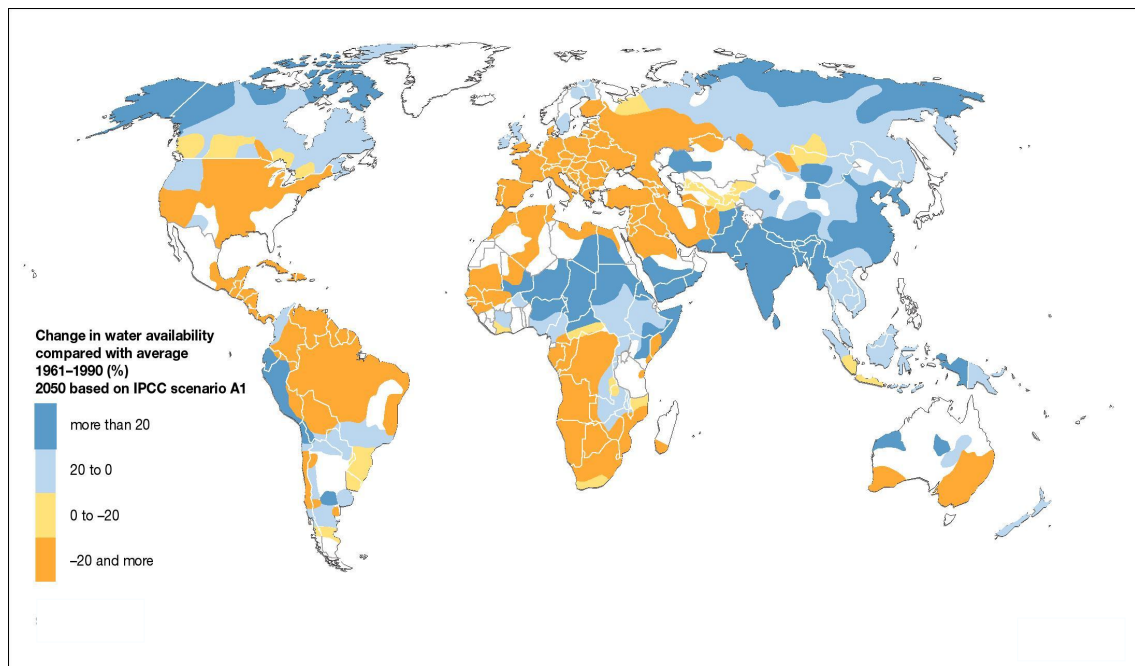 Change in water availability
compared with average
1961–1990 (%)
2050 based on IPCC scenario A1
more than 20
20 to 0
0 to –20
–20 and more